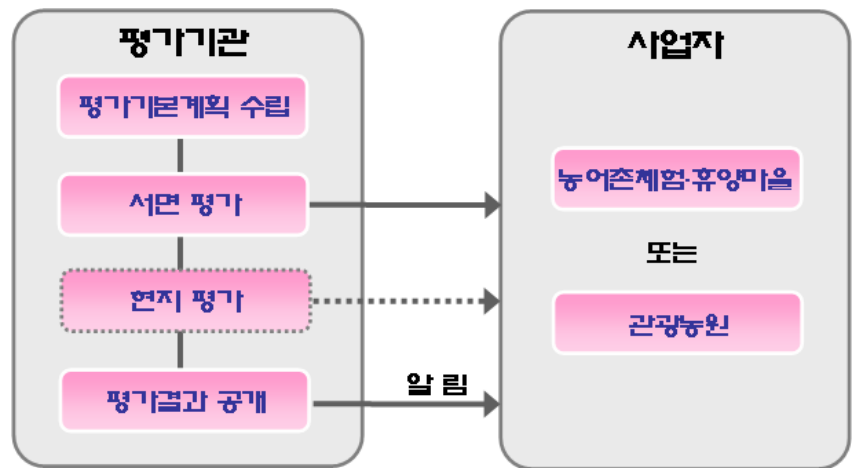 평가기관
평가기본계획 수립
서면 평가
현지 평가
평가결과 공개
알 림
사업자
농어촌체험·휴양마을
또는
관광농원